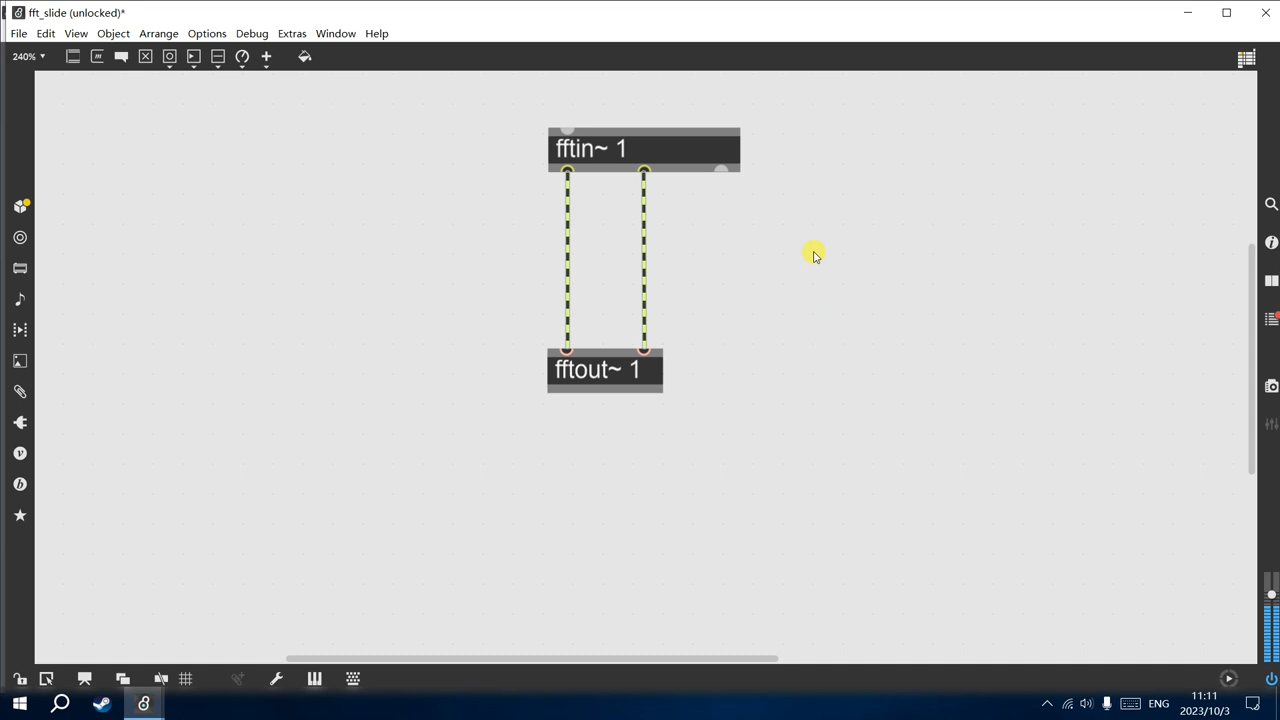 fft_slide (unlocked)*
File Edit View Object Arrange Options Debug Extras Window Help
240%
fftin~ 1
fftout~ 1
ENG
11:11
2023/10/3